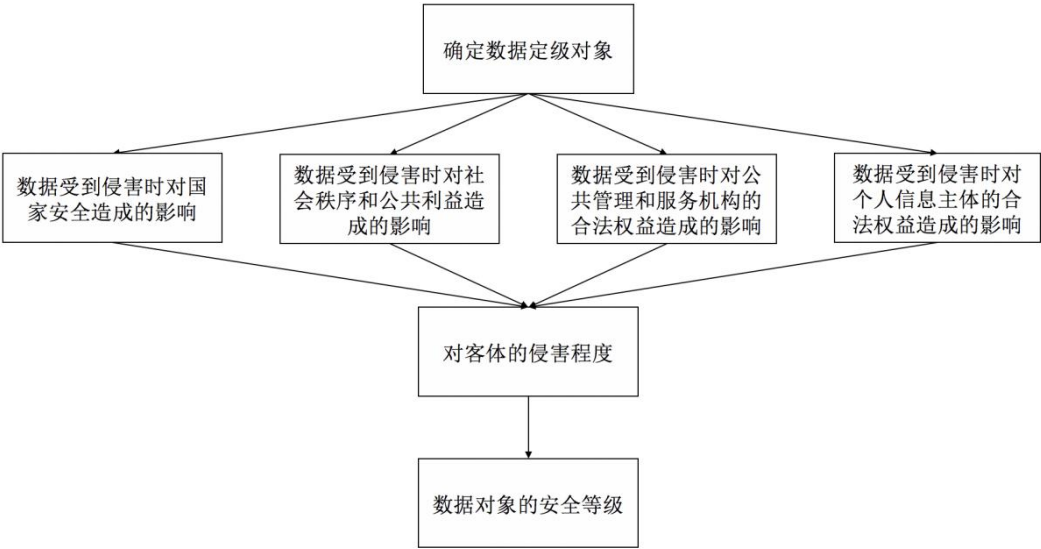 确定数据定级对象
数据受到侵害时对国
家安全造成的影响
数据受到侵害时对社
会秩序和公共利益造
成的影响
数据受到侵害时对公
共管理和服务机构的
合法权益造成的影响
数据受到侵害时对
个人信息主体的合
法权益造成的影响
对客体的侵害程度
数据对象的安全等级